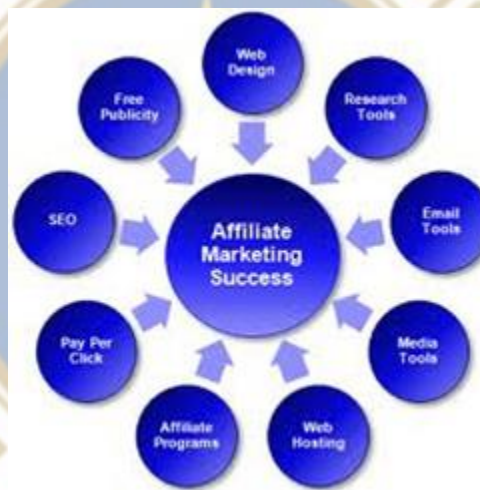 Web
Design
Research
Tools
Email
Tools
Media
Tools
Web
Hosting
Affiliate
Programs
Pay Per
Click
SEO
Free
Publicity
Affiliate
Marketing
Success